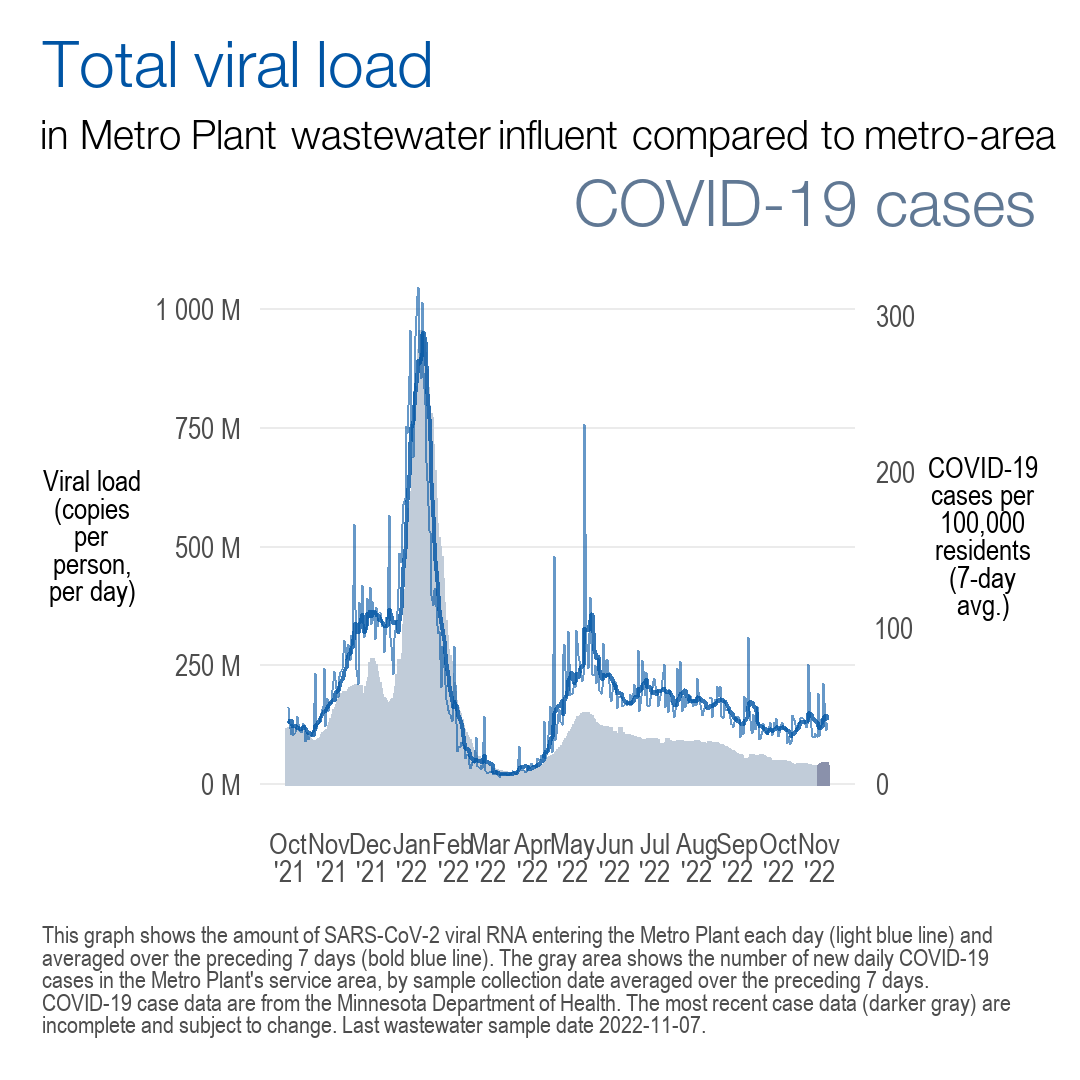 Total viral load
in Metro Plant wastewater influent compared to metro-area
COVID-19 cases
1 000 M
300
750 M
200
Viral load
(copies
per
person,
per day)
COVID-19
cases per
100,000
residents
(7-day
avg.)
500 M
100
250 M
0 M
0
Oct Nov Dec Jan Feb Mar Apr May Jun Jul Aug Sep Oct Nov
'21 '21 '21 '22 '22 '22 '22 '22 '22 '22 '22 '22 '22 '22
This graph shows the amount of SARS-CoV-2 viral RNA entering the Metro Plant each day (light blue line) and
averaged over the preceding 7 days (bold blue line). The gray area shows the number of new daily COVID-19
cases in the Metro Plant's service area, by sample collection date averaged over the preceding 7 days.
COVID-19 case data are from the Minnesota Department of Health. The most recent case data (darker gray) are
incomplete and subject to change. Last wastewater sample date 2022-11-07.